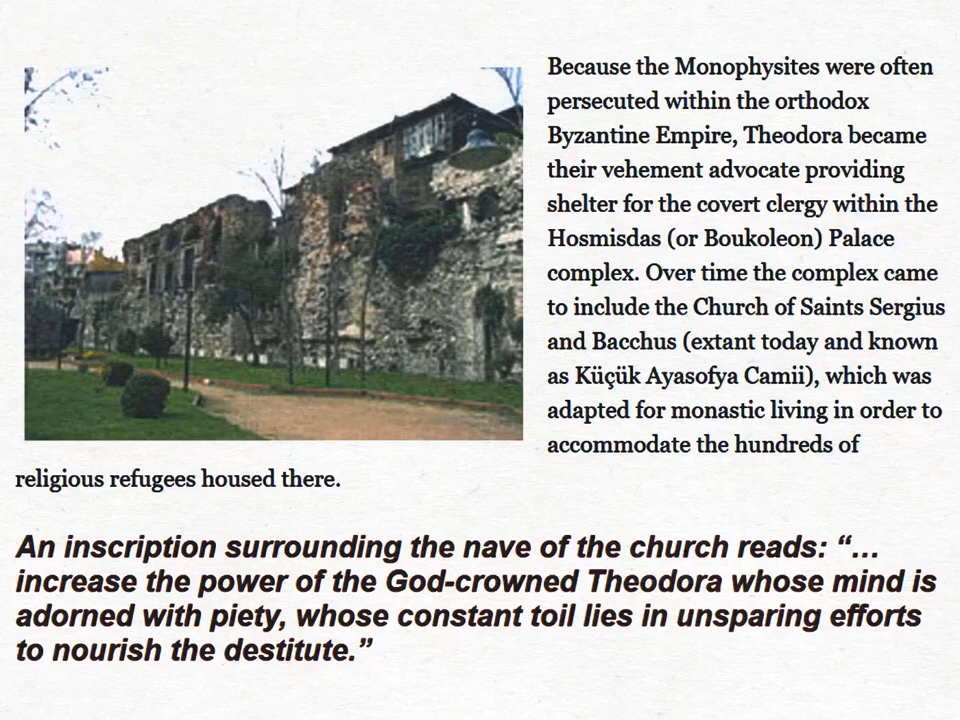 Because the Monophysites were often
persecuted within the orthodox
Byzantine Empire, Theodora became
their vehement advocate providing
shelter for the covert clergy within the
Hosmisdas (or Boukoleon) Palace
complex. Over time the complex came
to include the Church of Saints Sergius
and Bacchus (extant today and known
as Küçük Ayasofya Camii), which was
adapted for monastic living in order to
accommodate the hundreds of
religious refugees housed there.
An inscription surrounding the nave of the church reads: “…
increase the power of the God-crowned Theodora whose mind is
adorned with piety, whose constant toil lies in unsparing efforts
to nourish the destitute.”